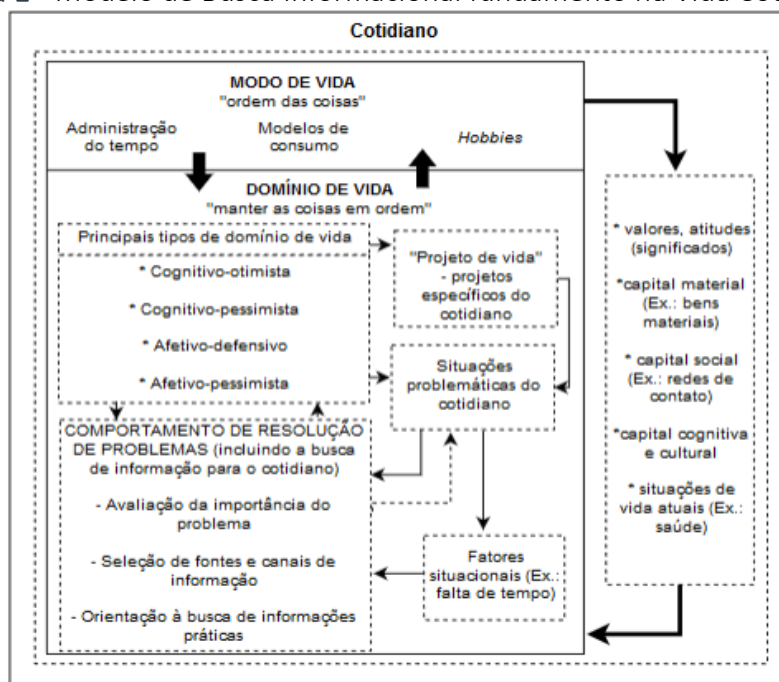 Cotidiano
MODO DE VIDA
"ordem das coisas"
Administração
do tempo
Modelos de
consumo
Hobbies
DOMÍNIO DE VIDA
"manter as coisas em ordem"
Principais tipos de domínio de vida
* Cognitivo-otimista
* Cognitivo-pessimista
* Afetivo-defensivo
* Afetivo-pessimista
"Projeto de vida"
- projetos
específicos do
cotidiano
Situações
problemáticas do
cotidiano
COMPORTAMENTO DE RESOLUÇÃO
DE PROBLEMAS (incluindo a busca
de informação para o cotidiano)
- Avaliação da importância do
problema
- Seleção de fontes e canais de
informação
- Orientação à busca de informações
práticas
Fatores
situacionais (Ex.:
falta de tempo)
* valores, atitudes
(significados)
*capital material
(Ex.: bens
materiais)
* capital social
(Ex.: redes de
contato)
*capital cognitiva
e cultural
* situações de
vida atuais (Ex.:
saúde)